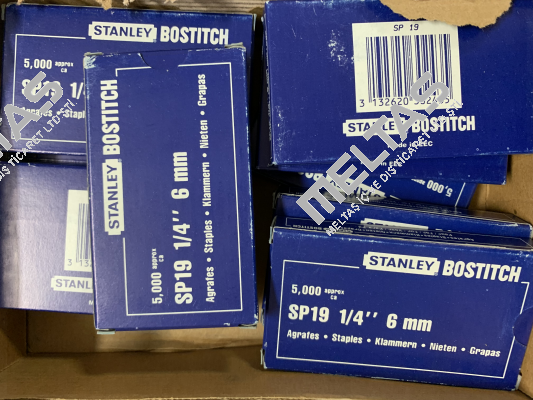 STANLEY BOSTITCH
5,000 approx ca
SP 19
STANLEY BOSTITCH
STANLEY BOSTITCH
5,000 approx ca
SP19 1/4'' 6 mm
Agrafes • Staples • Klammern • Nieten • Grapas
STANLEY
STANLEY BOSTITCH
5,000 approx ca
SP19 1/4'' 6 mm
Agrafes • Staples • Klammern • Nieten • Grapas
MELTAS
MELTAS